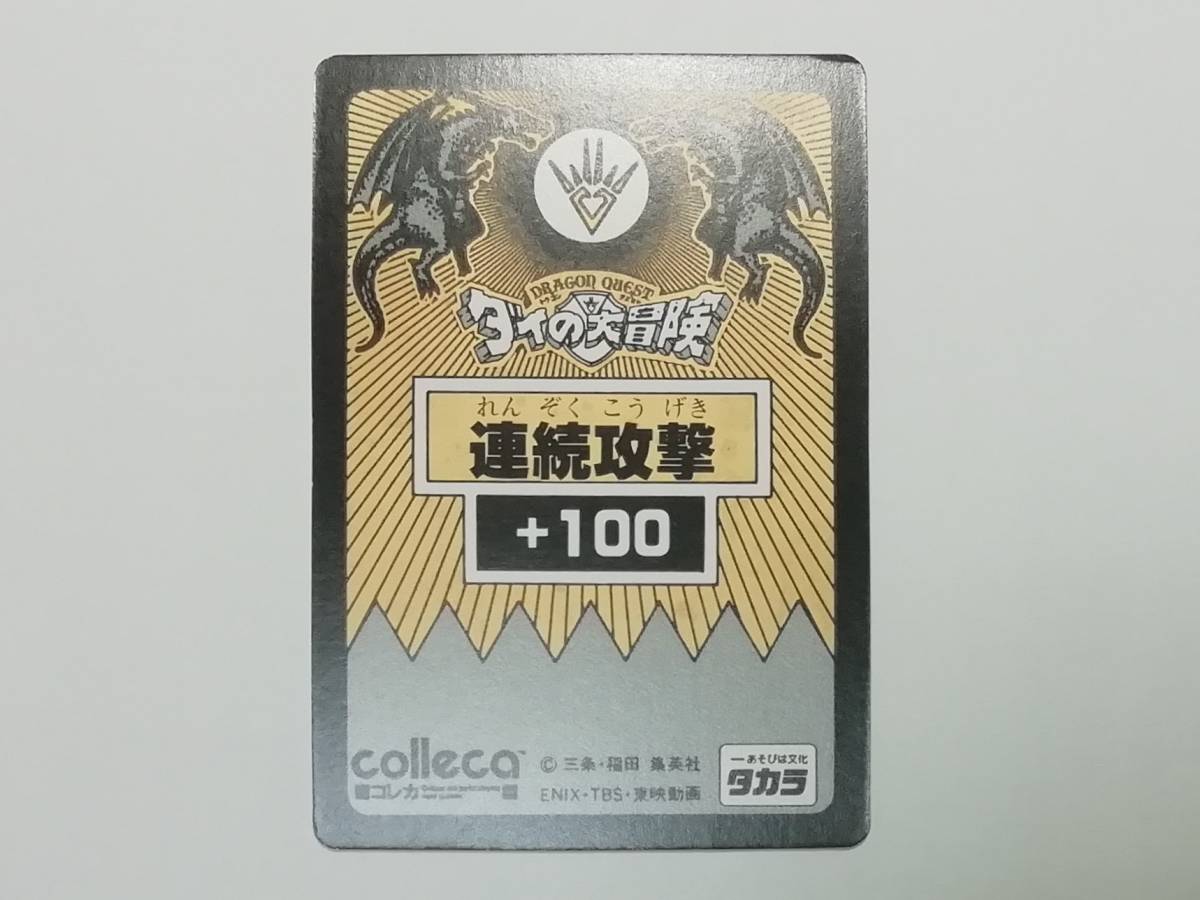 DRAGON QUEST
ダイの大冒険
れん ぞく こう げき
連続攻撃
+100
colleca™
コレカ
© 三条・稲田 集英社
ENIX・TBS・東映動画
あそびは文化
タカラ